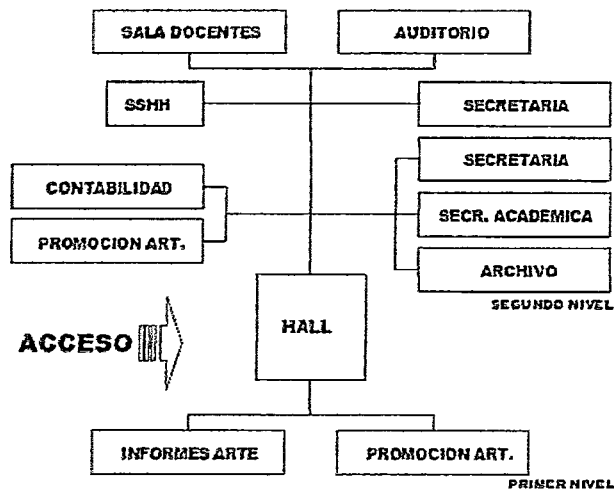 SALA DOCENTES
AUDITORIO
SSHH
SECRETARIA
SECRETARIA
CONTABILIDAD
SECR. ACADEMICA
PROMOCION ART.
ARCHIVO
SEGUNDO NIVEL
HALL
ACCESO
INFORMES ARTE
PROMOCION ART.
PRIMER NIVEL